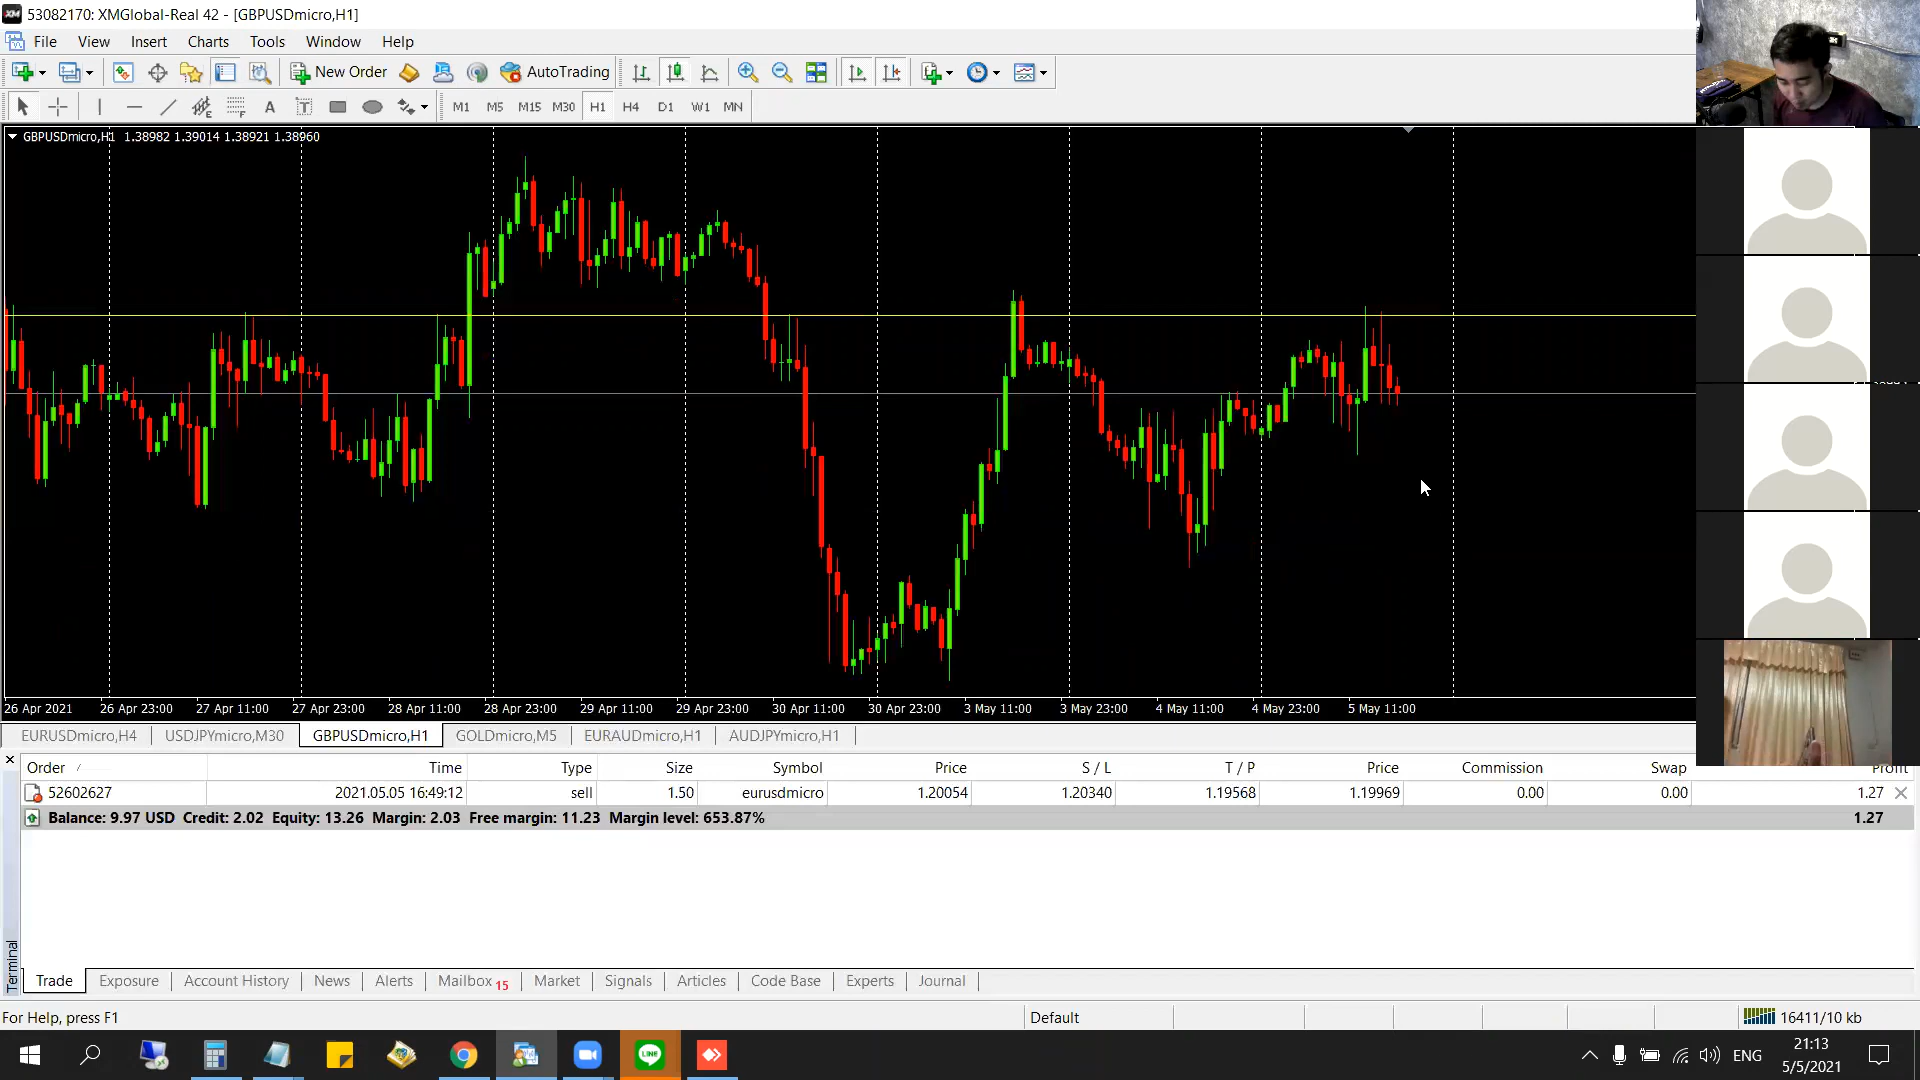 53082170: XMGlobal-Real 42 - [GBPUSDmicro,H1]
File View Insert Charts Tools Window Help
New Order AutoTrading
A T M1 M5 M15 M30 H1 H4 D1 W1 MN
GBPUSDmicro,H1 1.38982 1.39014 1.38921 1.38960
26 Apr 2021 26 Apr 23:00 27 Apr 11:00 27 Apr 23:00 28 Apr 11:00 28 Apr 23:00 29 Apr 11:00 29 Apr 23:00 30 Apr 11:00 30 Apr 23:00 3 May 11:00 3 May 23:00 4 May 11:00 4 May 23:00 5 May 11:00
EURUSDmicro,H4 USDJPYmicro,M30 GBPUSDmicro,H1 GOLDmicro,M5 EURAUDmicro,H1 AUDJPYmicro,H1
Order Time Type Size Symbol Price S / L T / P Price Commission Swap Profit
52602627 2021.05.05 16:49:12 sell 1.50 eurusdmicro 1.20054 1.20340 1.19568 1.19969 0.00 0.00 1.27
Balance: 9.97 USD Credit: 2.02 Equity: 13.26 Margin: 2.03 Free margin: 11.23 Margin level: 653.87% 1.27
Terminal
Trade Exposure Account History News Alerts Mailbox 15 Market Signals Articles Code Base Experts Journal
For Help, press F1 Default 16411/10 kb
LINE ENG 21:13
5/5/2021